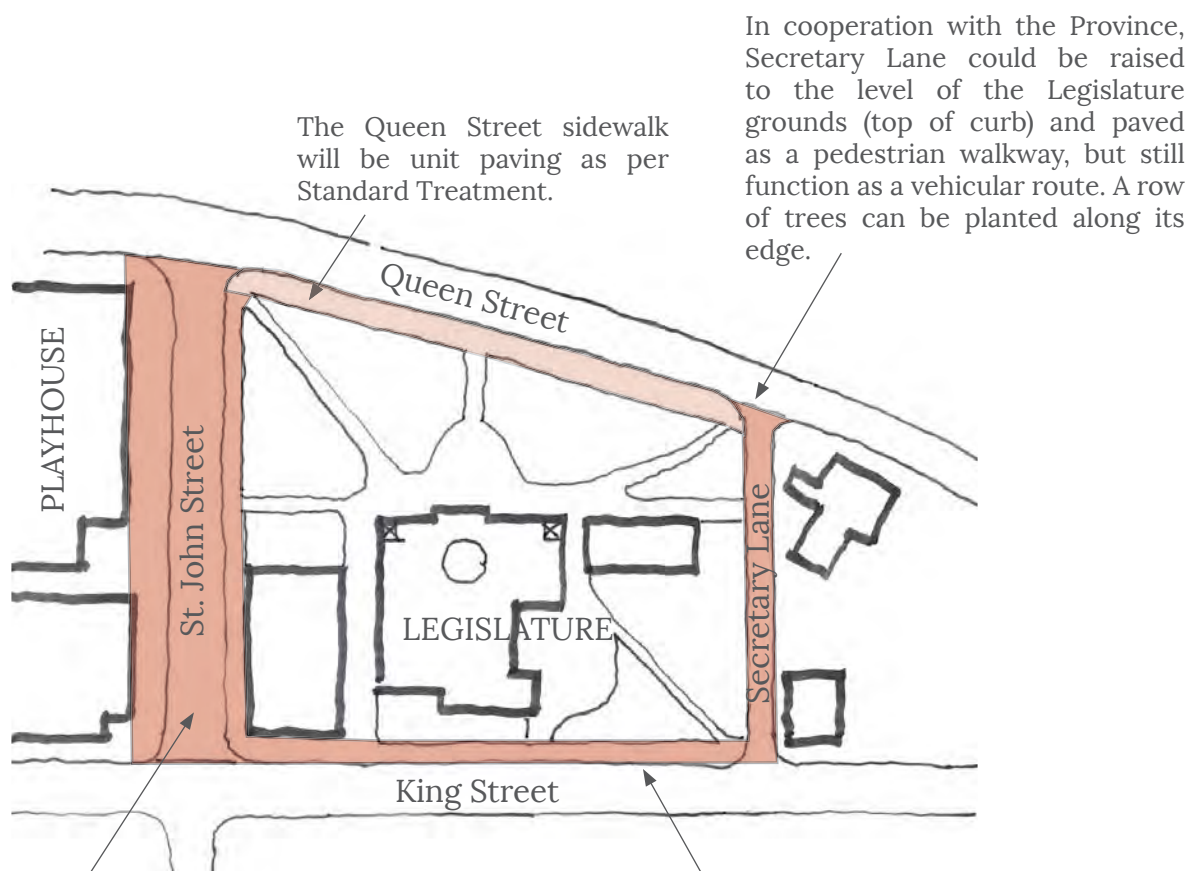 In cooperation with the Province,
Secretary Lane could be raised
to the level of the Legislature
grounds (top of curb) and paved
as a pedestrian walkway, but still
function as a vehicular route. A row
of trees can be planted along its
edge.
The Queen Street sidewalk
will be unit paving as per
Standard Treatment.
Queen Street
PLAYHOUSE
St. John Street
LEGISLATURE
Secretary Lane
King Street